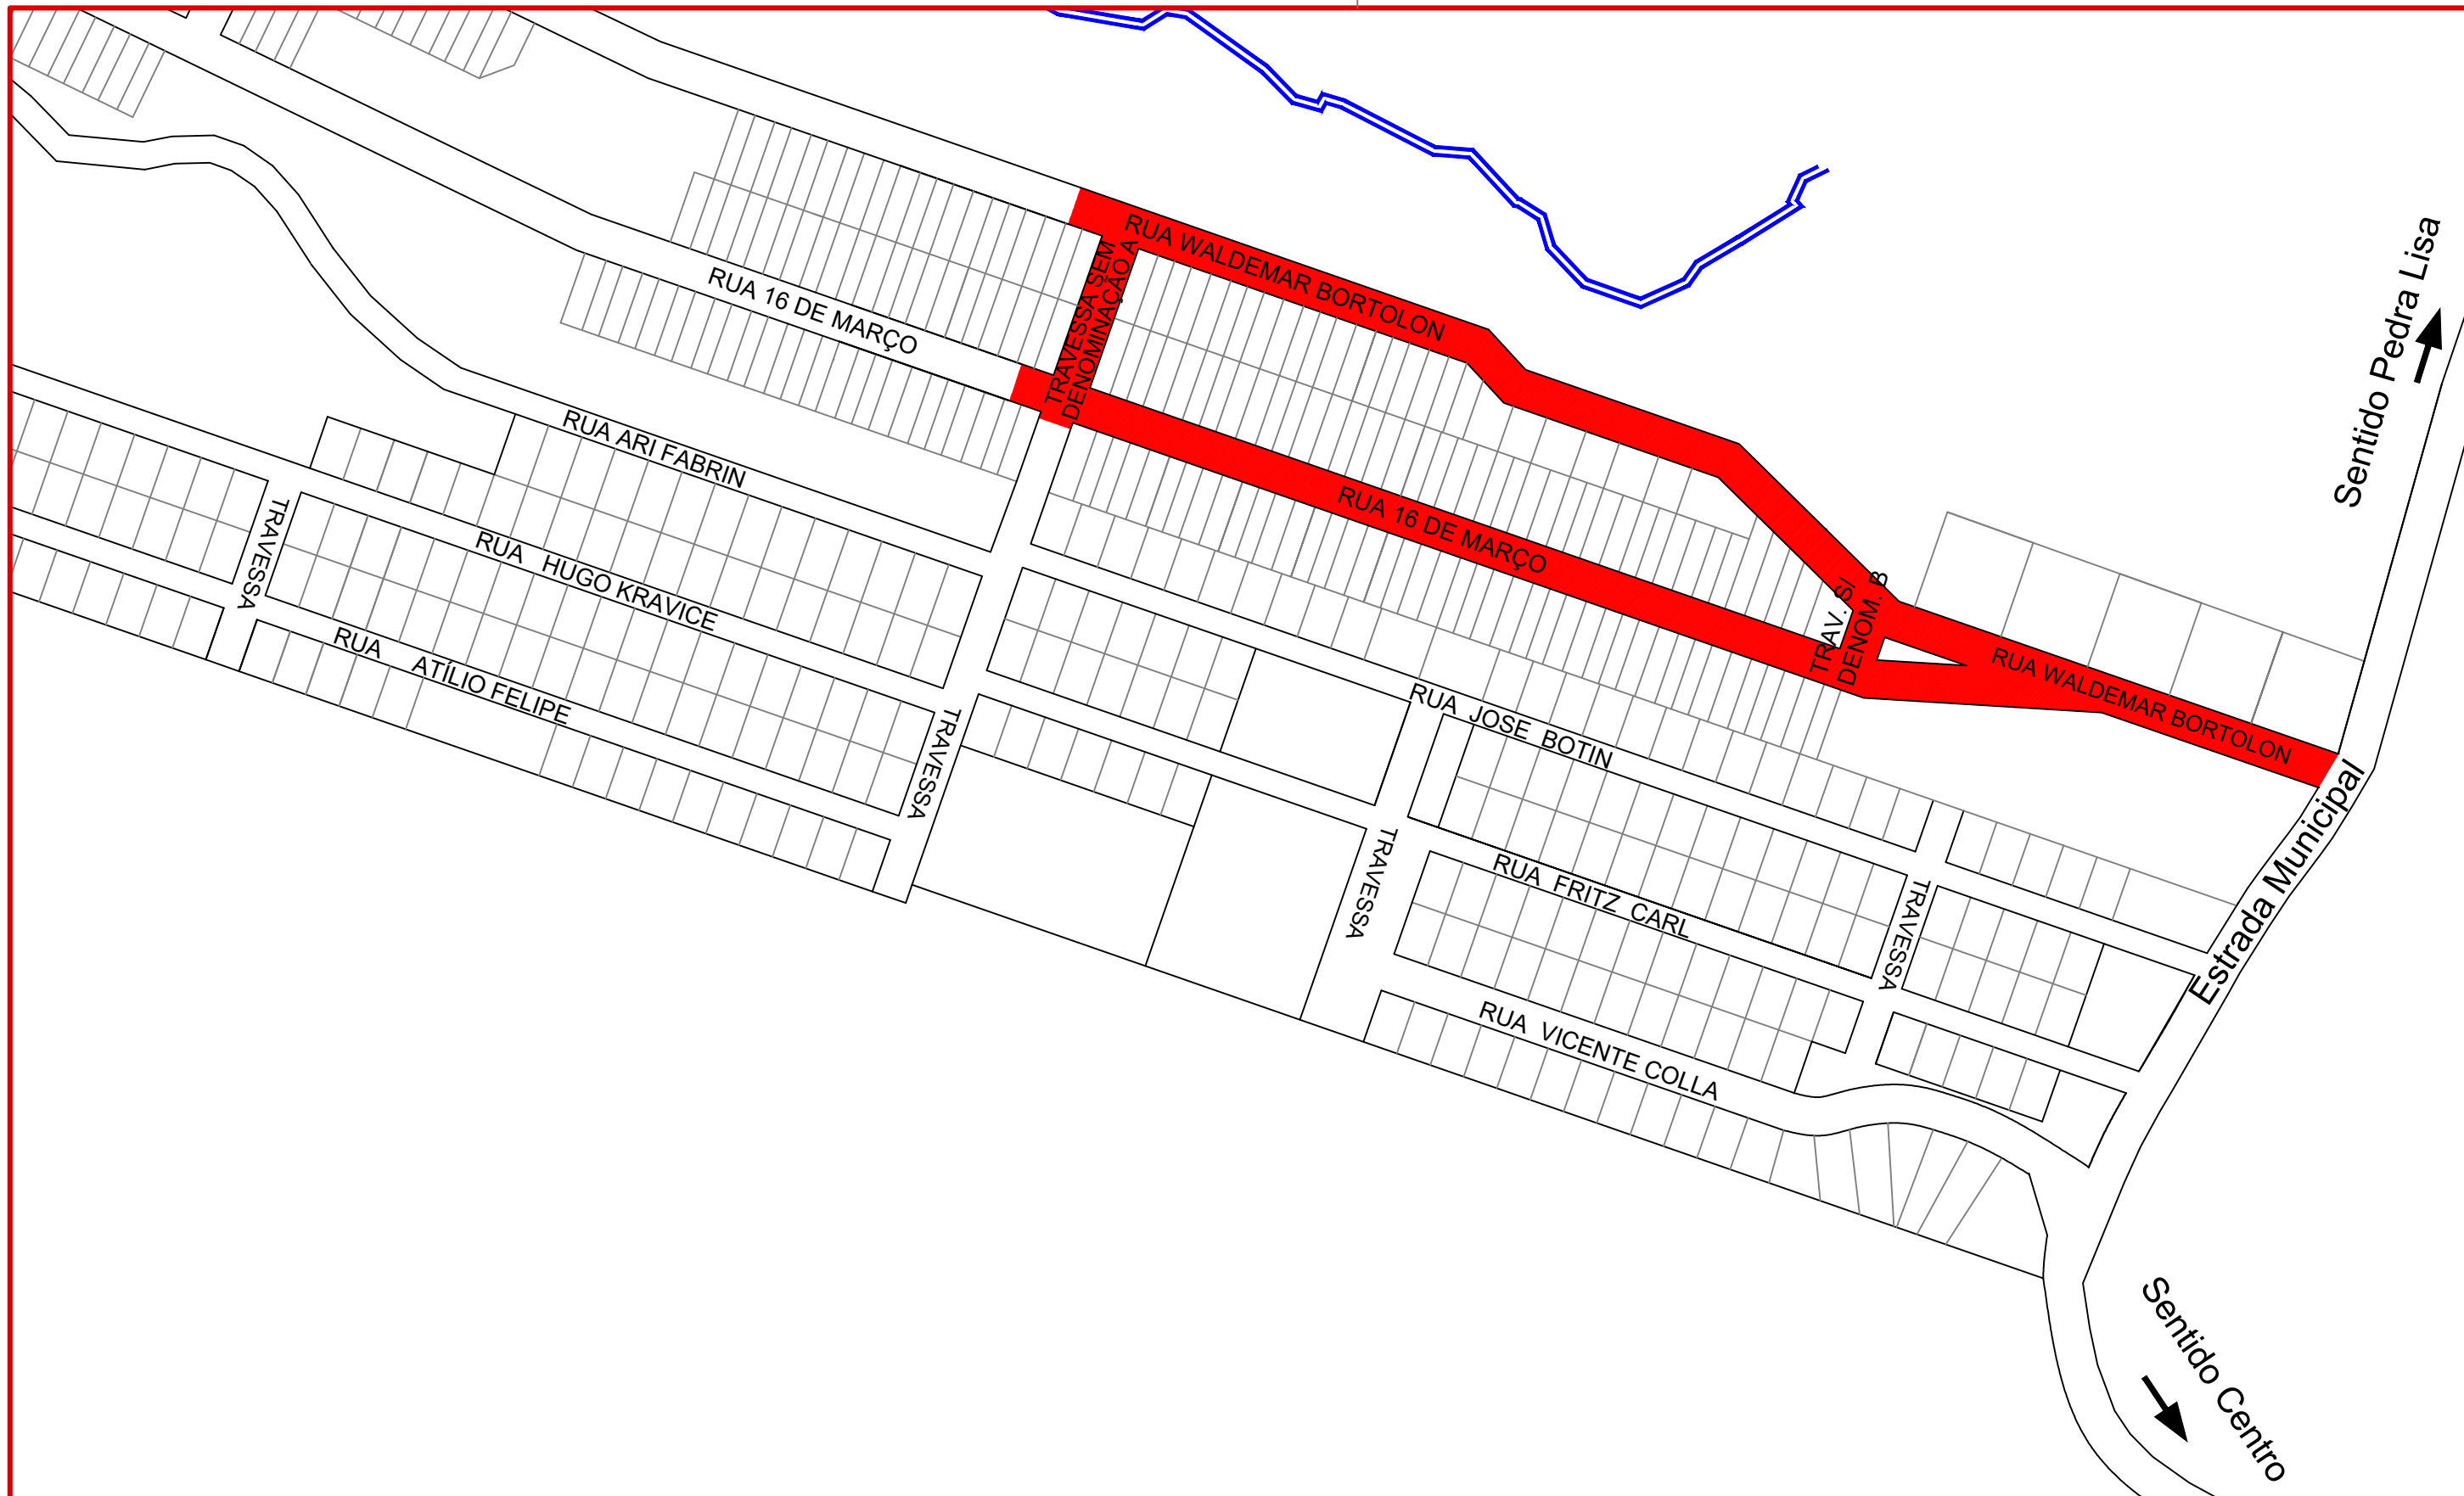 RUA WALDEMAR BORTOLON
TRAVESSA SEM
DENOMINAÇÃO A
RUA 16 DE MARÇO
Sentido Pedra Lisa
RUA ARI FABRIN
RUA 16 DE MARÇO
TRAVESSA
RUA HUGO KRAVICE
TRAV. S/
DENOM. B
RUA WALDEMAR BORTOLON
RUA ATÍLIO FELIPE
RUA JOSE BOTIN
TRAVESSA
Estrada Municipal
TRAVESSA
RUA FRITZ CARL
TRAVESSA
RUA VICENTE COLLA
Sentido Centro